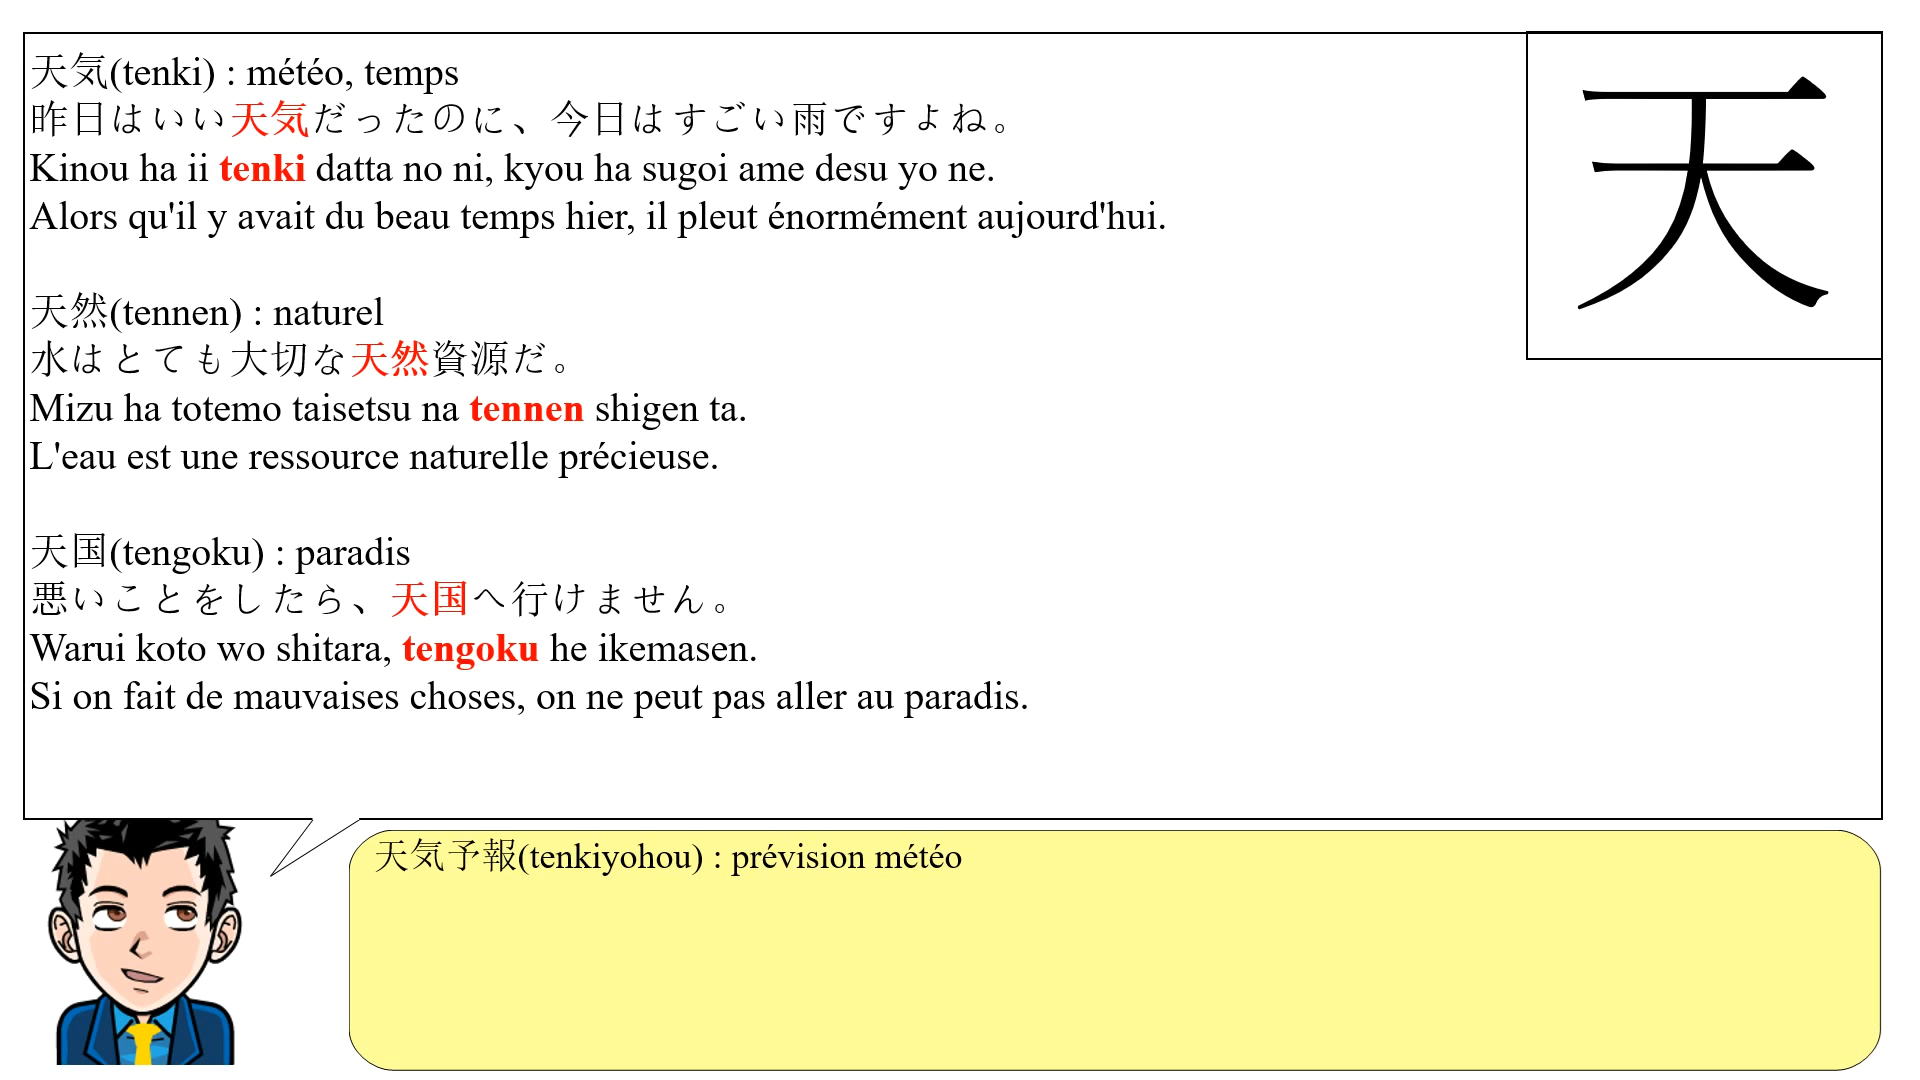 天気(tenki) : météo, temps
昨日はいい天気だったのに、今日はすごい雨ですよね。
Kinou ha ii tenki datta no ni, kyou ha sugoi ame desu yo ne.
Alors qu'il y avait du beau temps hier, il pleut énormément aujourd'hui.
天
天然(tennen) : naturel
水はとても大切な天然資源だ。
Mizu ha totemo taisetsu na tennen shigen ta.
L'eau est une ressource naturelle précieuse.
天国(tengoku) : paradis
悪いことをしたら、天国へ行けません。
Warui koto wo shitara, tengoku he ikemasen.
Si on fait de mauvaises choses, on ne peut pas aller au paradis.
天気予報(tenkiyohou) : prévision météo